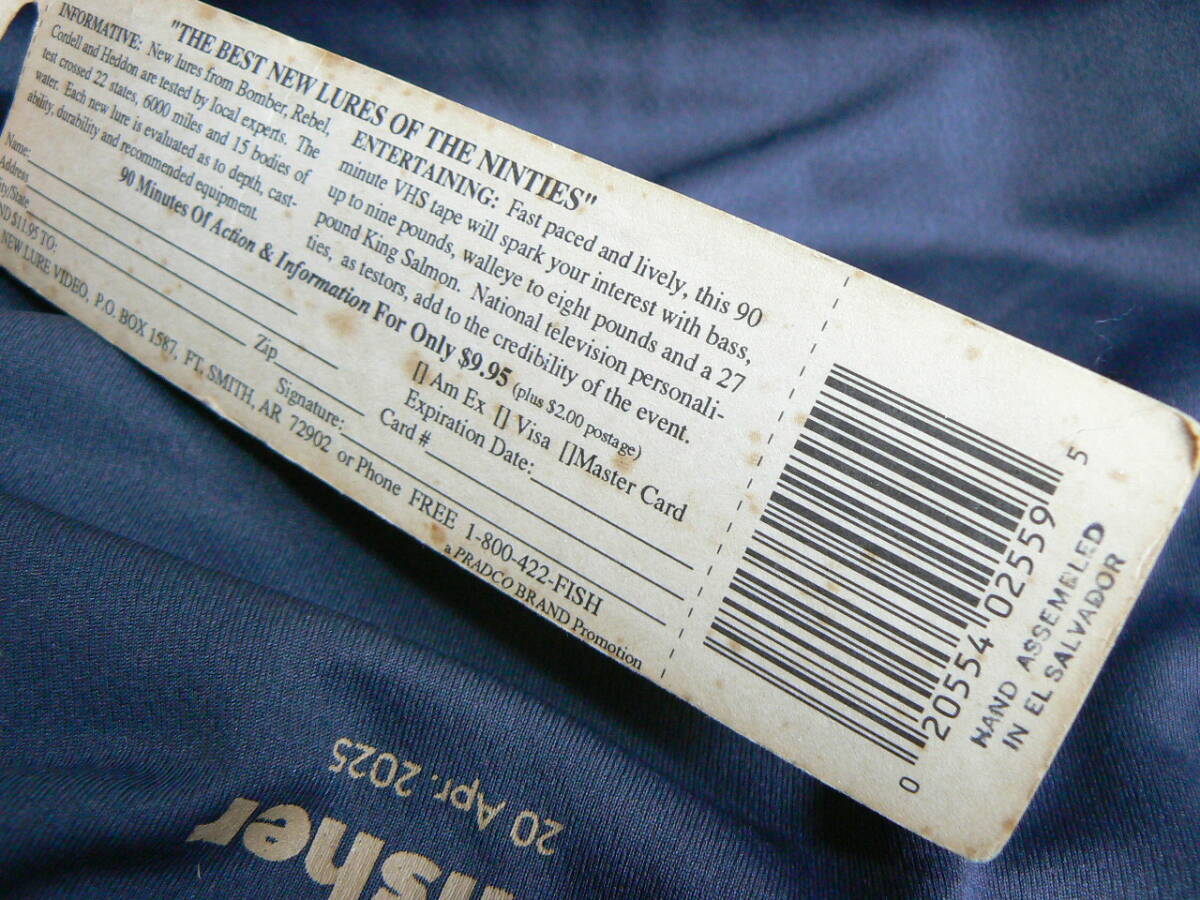 "THE BEST NEW LURES OF THE NINTIES"
INFORMATIVE: New lures from Bomber, Rebel,
Cordell and Heddon are tested by local experts. The
test crossed 22 states, 6000 miles and 15 bodies of
water. Each new lure is evaluated as to depth, cast-
ability, durability and recommended equipment.
ENTERTAINING: Fast paced and lively, this 90
minute VHS tape will spark your interest with bass,
up to nine pounds, walleye to eight pounds and a 27
pound King Salmon. National television personali-
ties, as testors, add to the credibility of the event.
90 Minutes Of Action & Information For Only $9.95 (plus $2.00 postage)
Name:
[] Am Ex [] Visa []Master Card
Address
Expiration Date:
ity/State Zip
Card #
ND $11.95 TO: Signature:
NEW LURE VIDEO, P.O. BOX 1587, FT, SMITH, AR 72902 or Phone FREE 1-800-422-FISH
a PRADCO BRAND Promotion
0 20554 02559 5
HAND ASSEMBLED
IN EL SALVADOR
20 Apr. 2025
isher